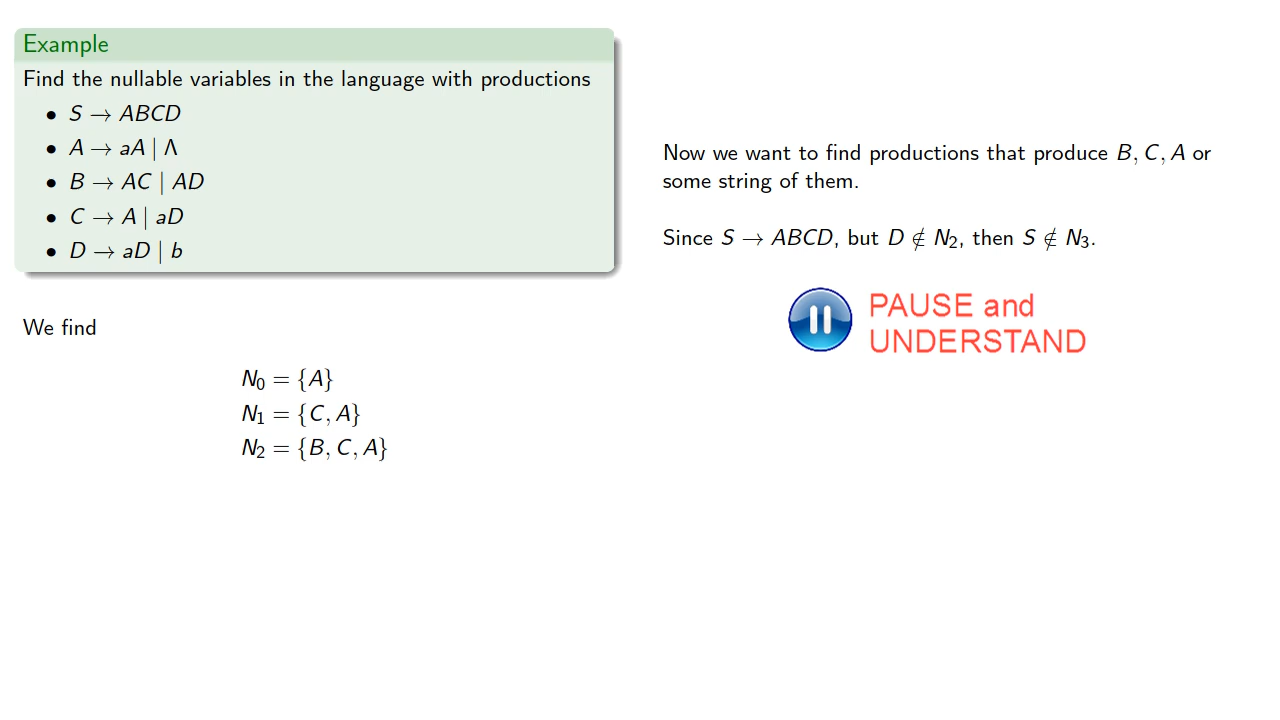 Example
Find the nullable variables in the language with productions
• S → ABCD
• A → aA | Λ
• B → AC | AD
• C → A | aD
• D → aD | b
We find
N₀ = {A}
N₁ = {C, A}
N₂ = {B, C, A}
Now we want to find productions that produce B, C, A or
some string of them.
Since S → ABCD, but D ∉ N₂, then S ∉ N₃.
PAUSE and
UNDERSTAND